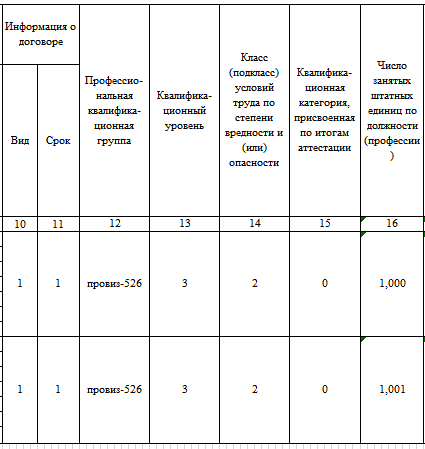 Информация о
договоре
Вид
Срок
Профессио-
нальная
квалифика-
ционная
группа
Квалифика-
ционный
уровень
Класс
(подкласс)
условий
труда по
степени
вредности и
(или)
опасности
Квалифика-
ционная
категория,
присвоенная
по итогам
аттестации
Число
занятых
штатных
единиц по
должности
(профессии
)
10 11 12 13 14 15 16
1 1 провиз-526 3 2 0 1,000
1 1 провиз-526 3 2 0 1,001